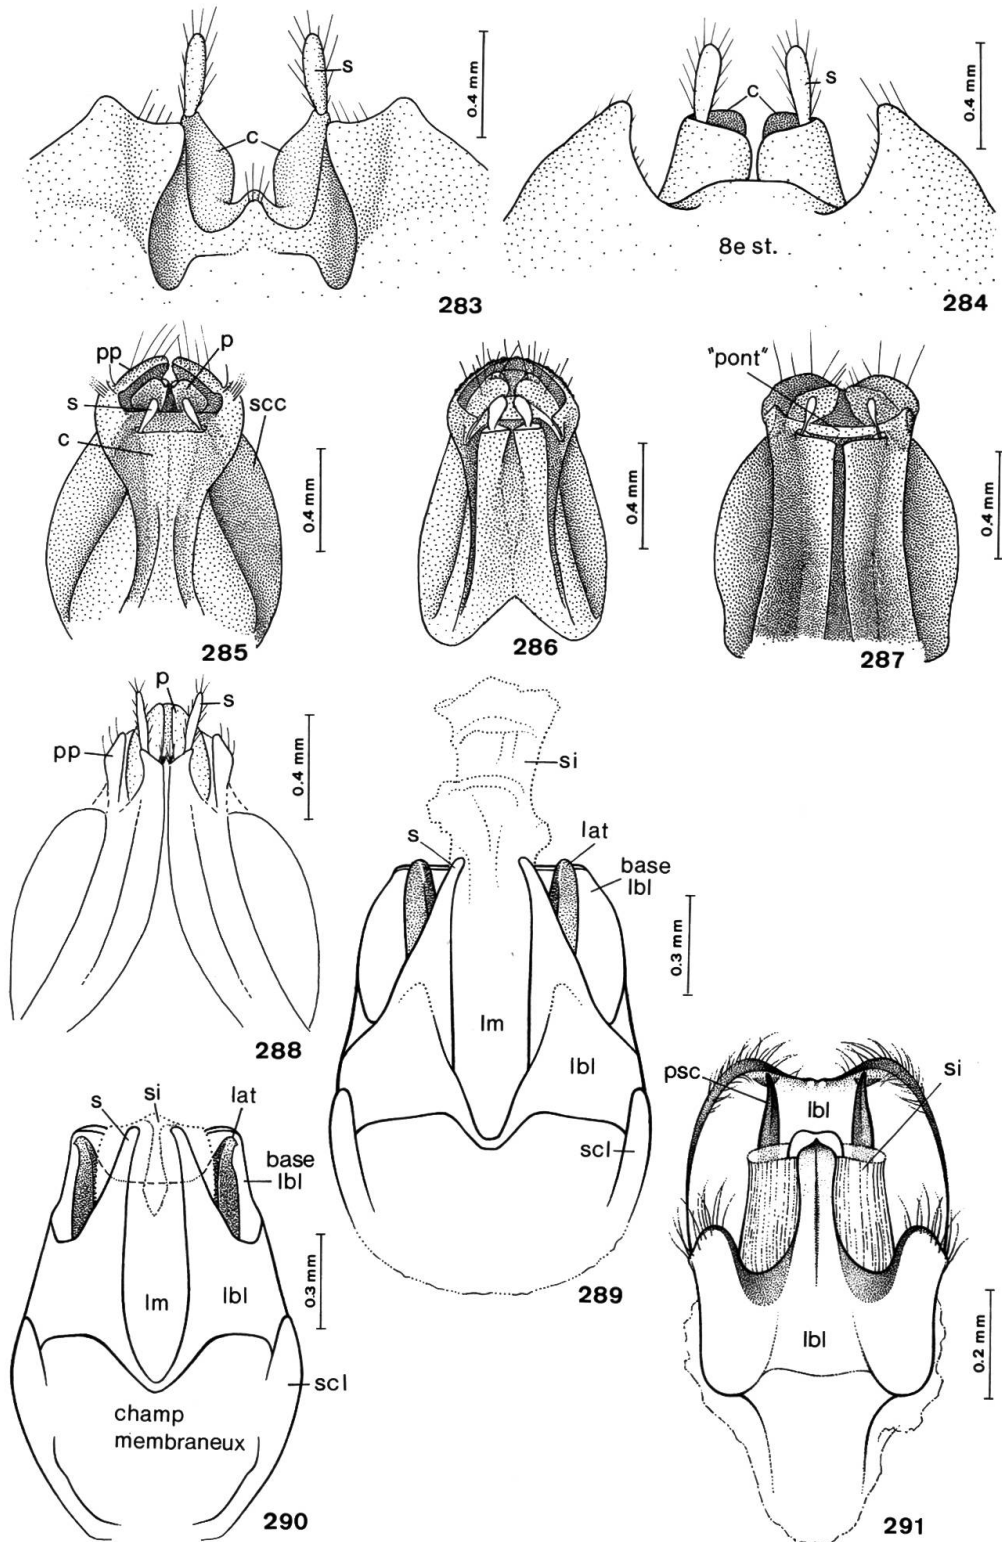 s
c
0.4 mm
283
c
s
0.4 mm
8e st.
284
pp
p
s
c
scc
0.4 mm
285
0.4 mm
286
"pont"
0.4 mm
287
p
s
pp
0.4 mm
288
si
s
lat
base
lbl
lm
lbl
scl
0.3 mm
289
s
si
lat
base
lbl
lm
lbl
0.3 mm
scl
champ
membraneux
290
psc
lbl
si
lbl
0.2 mm
291